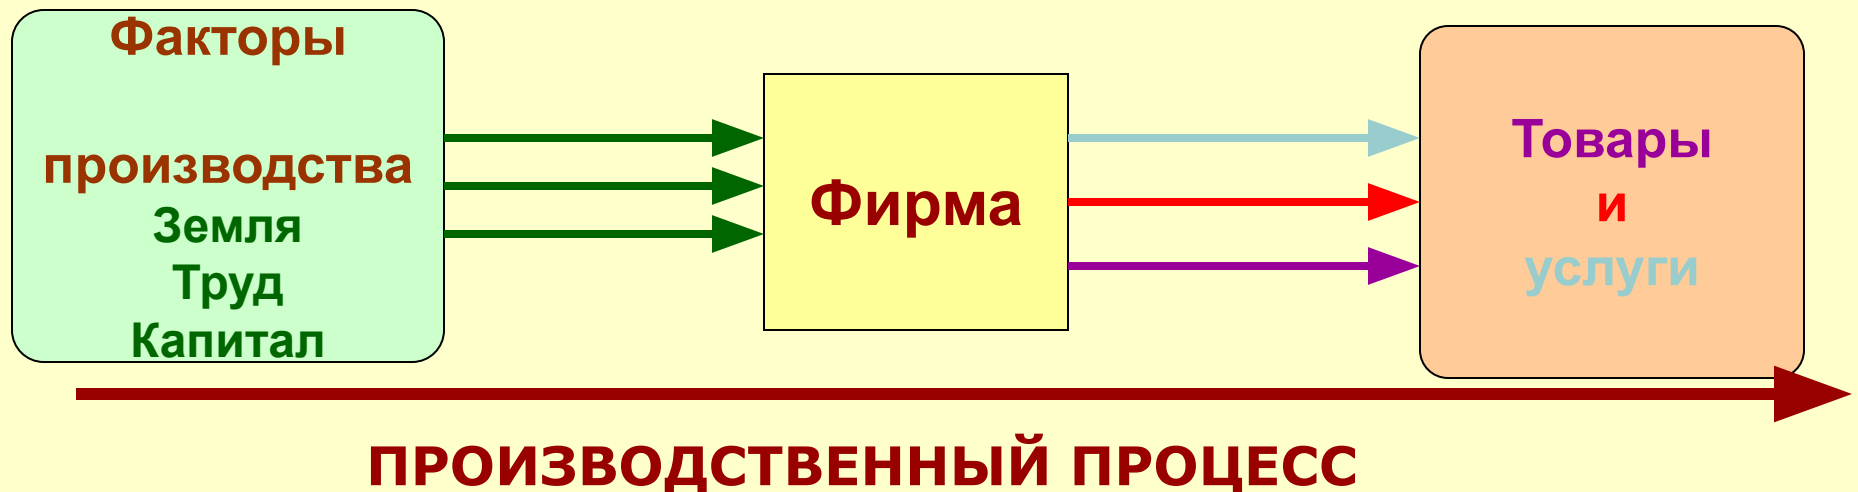 Факторы
производства
Земля
Труд
Капитал
Фирма
Товары
и
услуги
ПРОИЗВОДСТВЕННЫЙ ПРОЦЕСС